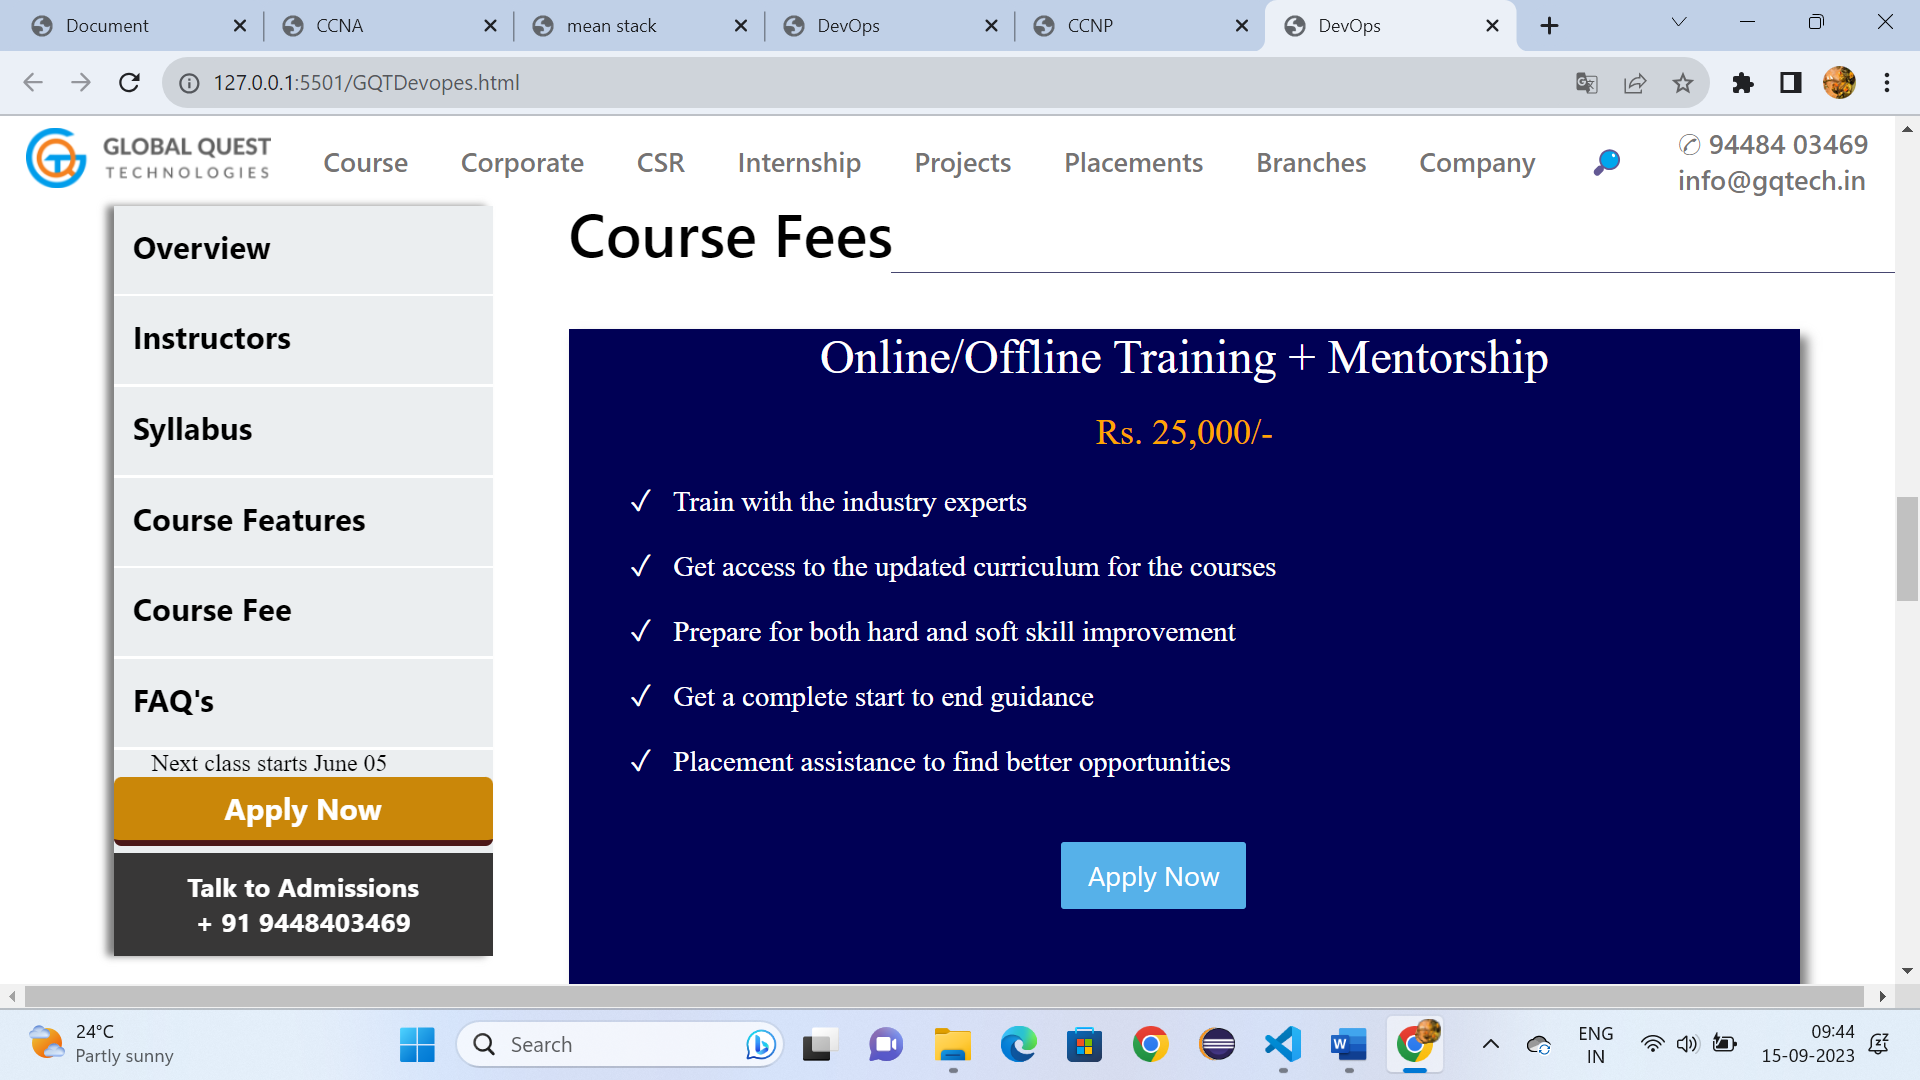 Document
CCNA
mean stack
DevOps
CCNP
DevOps
127.0.0.1:5501/GQTDevopes.html
GLOBAL QUEST
TECHNOLOGIES
Course
Corporate
CSR
Internship
Projects
Placements
Branches
Company
✆ 94484 03469
info@gqtech.in
Overview
Instructors
Syllabus
Course Features
Course Fee
FAQ's
Next class starts June 05
Apply Now
Talk to Admissions
+ 91 9448403469
Course Fees
Online/Offline Training + Mentorship
Rs. 25,000/-
✓ Train with the industry experts
✓ Get access to the updated curriculum for the courses
✓ Prepare for both hard and soft skill improvement
✓ Get a complete start to end guidance
✓ Placement assistance to find better opportunities
Apply Now
24°C
Partly sunny
Search
ENG
IN
09:44
15-09-2023